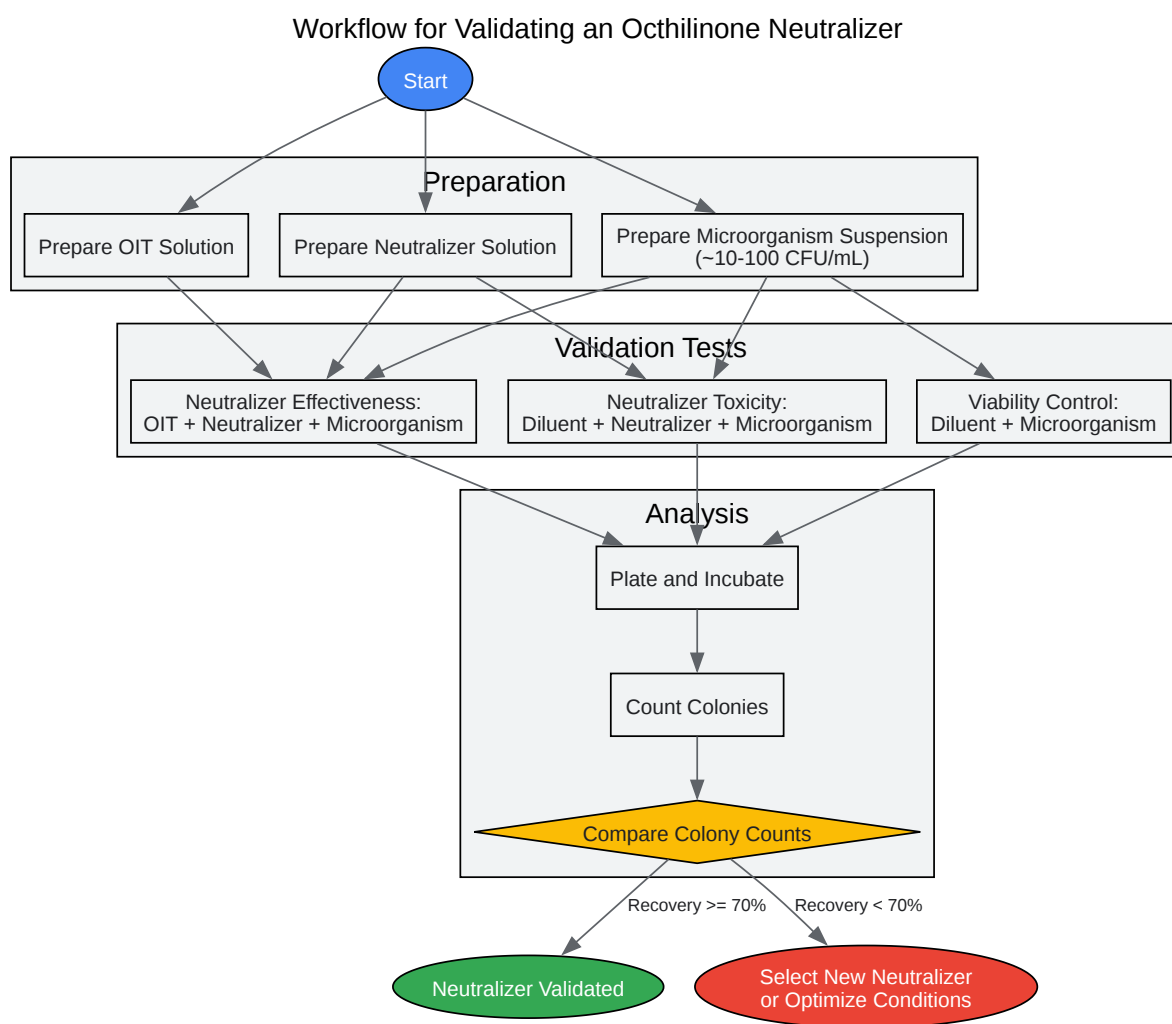 Workflow for Validating an Octhilinone Neutralizer
Start
Preparation
Prepare OIT Solution
Prepare Neutralizer Solution
Prepare Microorganism Suspension
(~10-100 CFU/mL)
Validation Tests
Neutralizer Effectiveness:
OIT + Neutralizer + Microorganism
Neutralizer Toxicity:
Diluent + Neutralizer + Microorganism
Viability Control:
Diluent + Microorganism
Analysis
Plate and Incubate
Count Colonies
Compare Colony Counts
Recovery >= 70%
Recovery < 70%
Neutralizer Validated
Select New Neutralizer
or Optimize Conditions